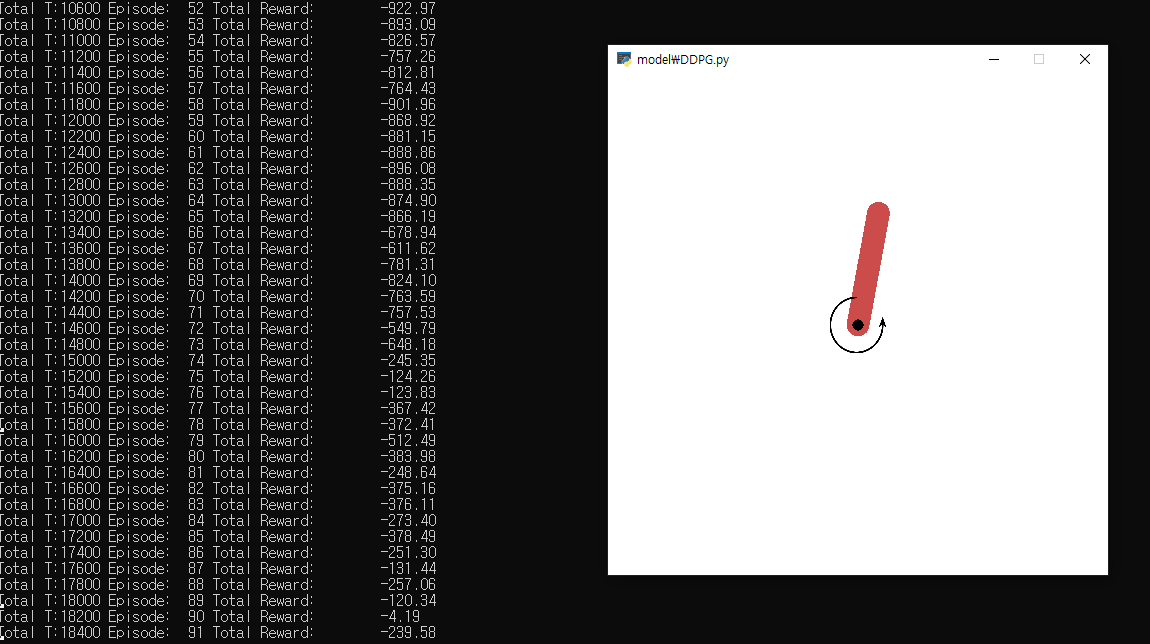 Total T:10600 Episode: 52 Total Reward: -922.97
Total T:10800 Episode: 53 Total Reward: -893.09
Total T:11000 Episode: 54 Total Reward: -826.57
Total T:11200 Episode: 55 Total Reward: -757.26
Total T:11400 Episode: 56 Total Reward: -812.81
Total T:11600 Episode: 57 Total Reward: -764.43
Total T:11800 Episode: 58 Total Reward: -901.96
Total T:12000 Episode: 59 Total Reward: -868.92
Total T:12200 Episode: 60 Total Reward: -881.15
Total T:12400 Episode: 61 Total Reward: -888.86
Total T:12600 Episode: 62 Total Reward: -896.08
Total T:12800 Episode: 63 Total Reward: -888.35
Total T:13000 Episode: 64 Total Reward: -874.90
Total T:13200 Episode: 65 Total Reward: -866.19
Total T:13400 Episode: 66 Total Reward: -678.94
Total T:13600 Episode: 67 Total Reward: -611.62
Total T:13800 Episode: 68 Total Reward: -781.31
Total T:14000 Episode: 69 Total Reward: -824.10
Total T:14200 Episode: 70 Total Reward: -763.59
Total T:14400 Episode: 71 Total Reward: -757.53
Total T:14600 Episode: 72 Total Reward: -549.79
Total T:14800 Episode: 73 Total Reward: -648.18
Total T:15000 Episode: 74 Total Reward: -245.35
Total T:15200 Episode: 75 Total Reward: -124.26
Total T:15400 Episode: 76 Total Reward: -123.83
Total T:15600 Episode: 77 Total Reward: -367.42
Total T:15800 Episode: 78 Total Reward: -372.41
Total T:16000 Episode: 79 Total Reward: -512.49
Total T:16200 Episode: 80 Total Reward: -383.98
Total T:16400 Episode: 81 Total Reward: -248.64
Total T:16600 Episode: 82 Total Reward: -375.16
Total T:16800 Episode: 83 Total Reward: -376.11
Total T:17000 Episode: 84 Total Reward: -273.40
Total T:17200 Episode: 85 Total Reward: -378.49
Total T:17400 Episode: 86 Total Reward: -251.30
Total T:17600 Episode: 87 Total Reward: -131.44
Total T:17800 Episode: 88 Total Reward: -257.06
Total T:18000 Episode: 89 Total Reward: -120.34
Total T:18200 Episode: 90 Total Reward: -4.19
Total T:18400 Episode: 91 Total Reward: -239.58
model₩DDPG.py